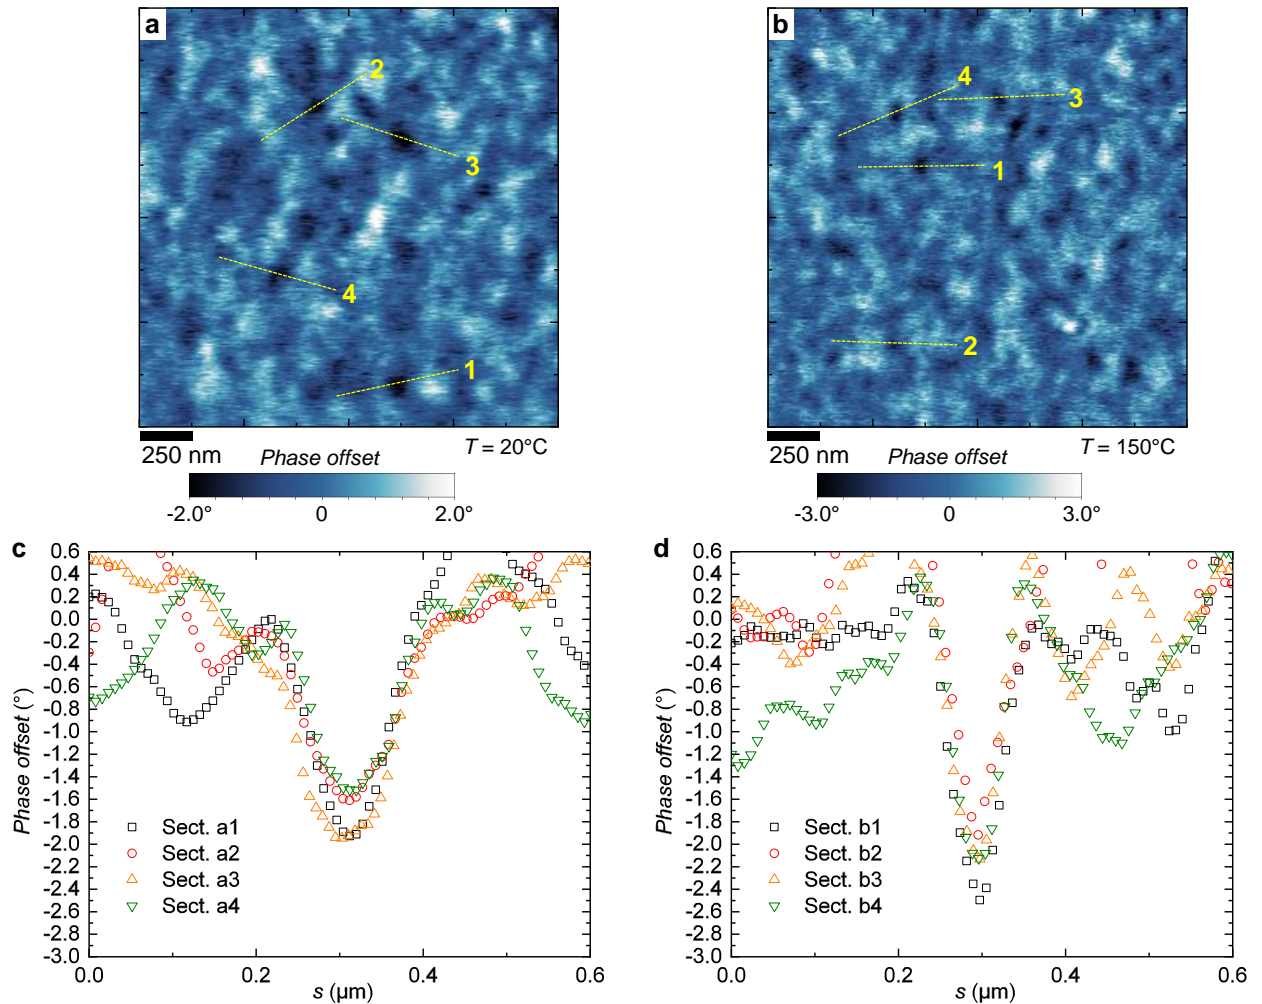 a
2
3
4
1
250 nm
Phase offset
T = 20°C
-2.0°
0
2.0°
b
4
3
1
2
250 nm
Phase offset
T = 150°C
-3.0°
0
3.0°
c
0.6
0.4
0.2
0.0
-0.2
-0.4
-0.6
-0.8
-1.0
-1.2
-1.4
-1.6
-1.8
-2.0
-2.2
-2.4
-2.6
-2.8
-3.0
Phase offset (°)
Sect. a1
Sect. a2
Sect. a3
Sect. a4
0.0
0.2
0.4
0.6
s (µm)
d
0.6
0.4
0.2
0.0
-0.2
-0.4
-0.6
-0.8
-1.0
-1.2
-1.4
-1.6
-1.8
-2.0
-2.2
-2.4
-2.6
-2.8
-3.0
Phase offset (°)
Sect. b1
Sect. b2
Sect. b3
Sect. b4
0.0
0.2
0.4
0.6
s (µm)